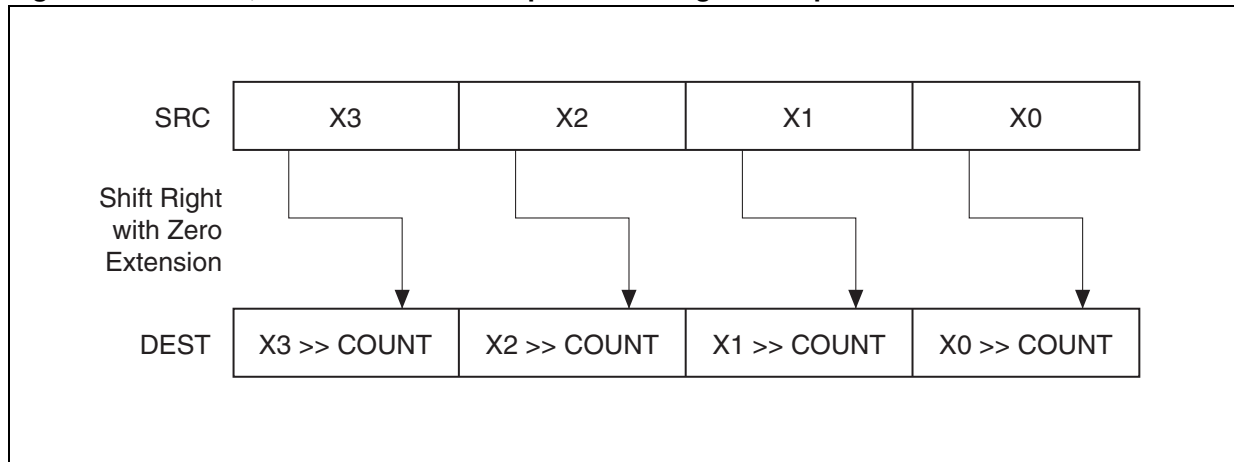 SRC X3 X2 X1 X0
Shift Right
with Zero
Extension
DEST X3 >> COUNT X2 >> COUNT X1 >> COUNT X0 >> COUNT